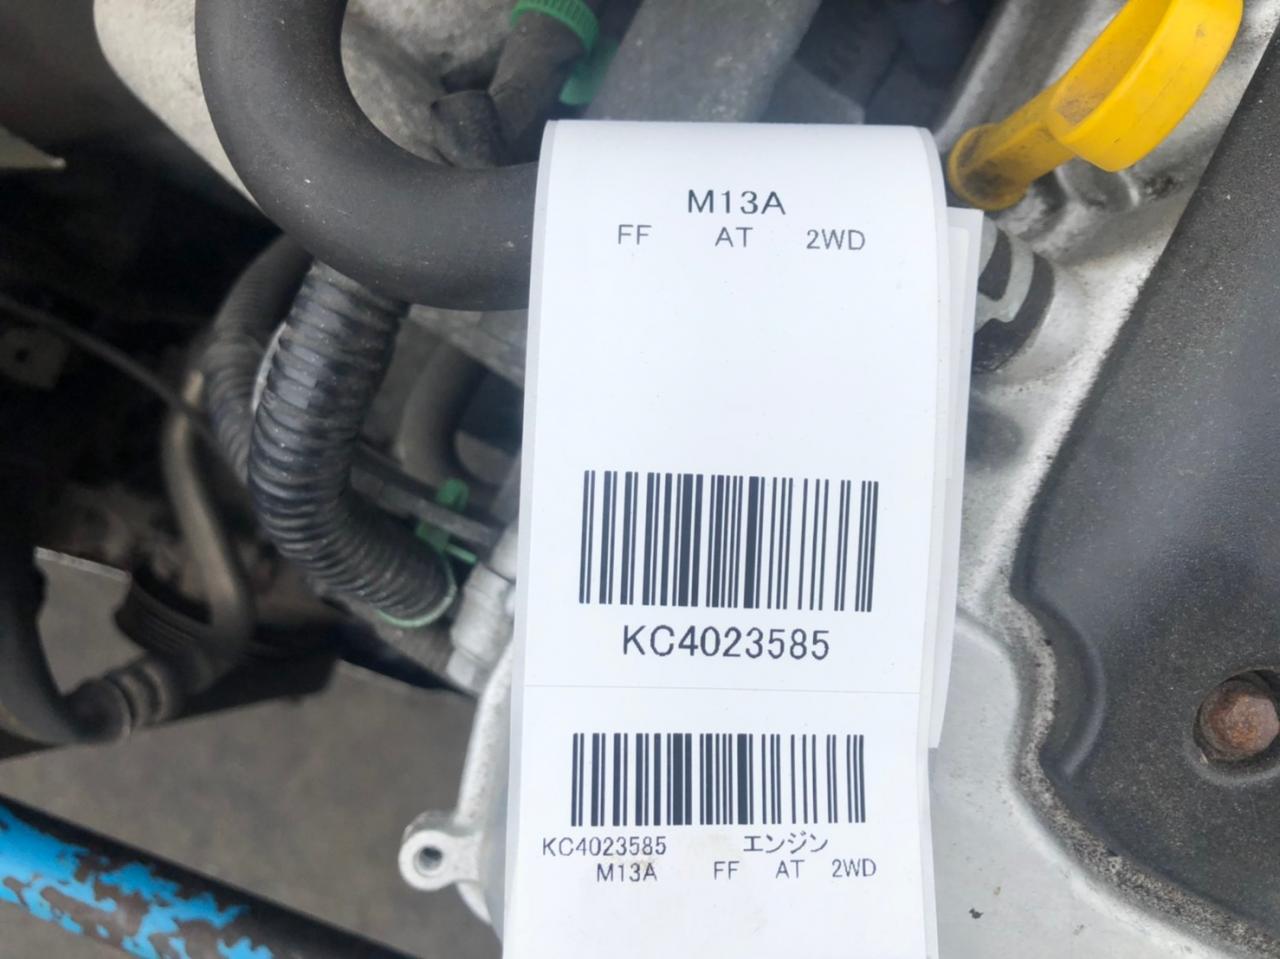 M13A
FF AT 2WD
KC4023585
KC4023585 エンジン
M13A FF AT 2WD